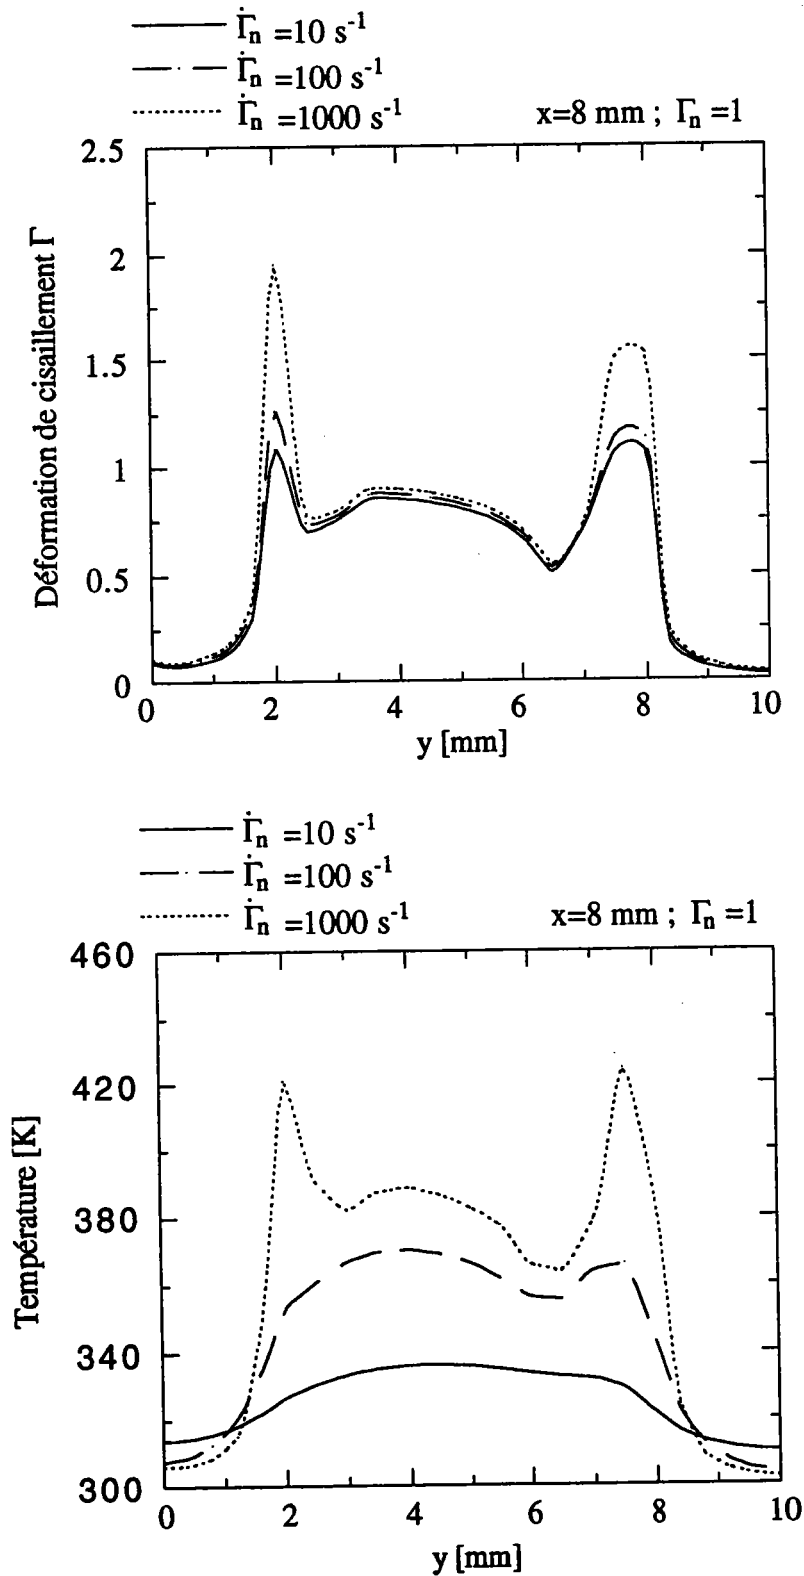 Γ̇n =10 s-1
Γ̇n =100 s-1
Γ̇n =1000 s-1
x=8 mm ; Γn =1
2.5
2
1.5
1
0.5
0
Déformation de cisaillement Γ
0 2 4 6 8 10
y [mm]
Γ̇n =10 s-1
Γ̇n =100 s-1
Γ̇n =1000 s-1
x=8 mm ; Γn =1
460
420
380
340
300
Température [K]
0 2 4 6 8 10
y [mm]